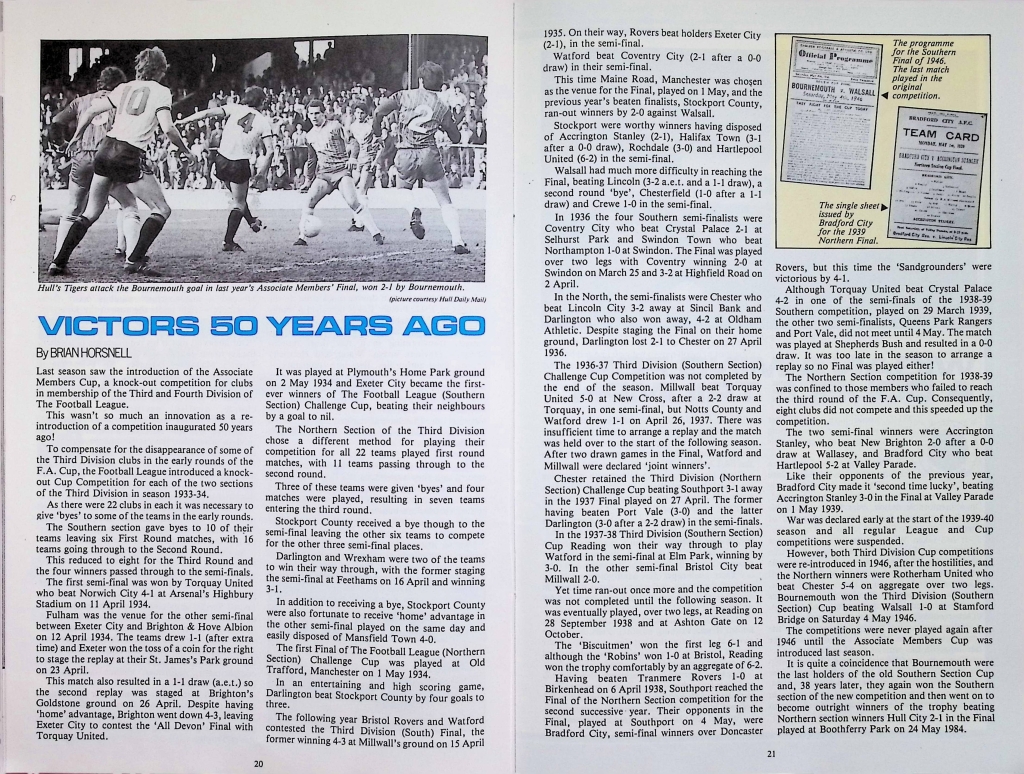 Hull's Tigers attack the Bournemouth goal in last year's Associate Members' Final, won 2-1 by Bournemouth.
(picture courtesy Hull Daily Mail)
VICTORS 50 YEARS AGO
By BRIAN HORSNELL
Last season saw the introduction of the Associate
Members Cup, a knock-out competition for clubs
in membership of the Third and Fourth Division of
The Football League.
This wasn't so much an innovation as a re-
introduction of a competition inaugurated 50 years
ago!
To compensate for the disappearance of some of
the Third Division clubs in the early rounds of the
F.A. Cup, the Football League introduced a knock-
out Cup Competition for each of the two sections
of the Third Division in season 1933-34.
As there were 22 clubs in each it was necessary to
give 'byes' to some of the teams in the early rounds.
The Southern section gave byes to 10 of their
teams leaving six First Round matches, with 16
teams going through to the Second Round.
This reduced to eight for the Third Round and
the four winners passed through to the semi-finals.
The first semi-final was won by Torquay United
who beat Norwich City 4-1 at Arsenal's Highbury
Stadium on 11 April 1934.
Fulham was the venue for the other semi-final
between Exeter City and Brighton & Hove Albion
on 12 April 1934. The teams drew 1-1 (after extra
time) and Exeter won the toss of a coin for the right
to stage the replay at their St. James's Park ground
on 23 April.
This match also resulted in a 1-1 draw (a.e.t.) so
the second replay was staged at Brighton's
Goldstone ground on 26 April. Despite having
'home' advantage, Brighton went down 4-3, leaving
Exeter City to contest the 'All Devon' Final with
Torquay United.
It was played at Plymouth's Home Park ground
on 2 May 1934 and Exeter City became the first-
ever winners of The Football League (Southern
Section) Challenge Cup, beating their neighbours
by a goal to nil.
The Northern Section of the Third Division
chose a different method for playing their
competition for all 22 teams played first round
matches, with 11 teams passing through to the
second round.
Three of these teams were given 'byes' and four
matches were played, resulting in seven teams
entering the third round.
Stockport County received a bye though to the
semi-final leaving the other six teams to compete
for the other three semi-final places.
Darlington and Wrexham were two of the teams
to win their way through, with the former staging
the semi-final at Feethams on 16 April and winning
3-1.
In addition to receiving a bye, Stockport County
were also fortunate to receive 'home' advantage in
the other semi-final played on the same day and
easily disposed of Mansfield Town 4-0.
The first Final of The Football League (Northern
Section) Challenge Cup was played at Old
Trafford, Manchester on 1 May 1934.
In an entertaining and high scoring game,
Darlington beat Stockport County by four goals to
three.
The following year Bristol Rovers and Watford
contested the Third Division (South) Final, the
former winning 4-3 at Millwall's ground on 15 April
20
1935. On their way, Rovers beat holders Exeter City
(2-1), in the semi-final.
Watford beat Coventry City (2-1 after a 0-0
draw) in their semi-final.
This time Maine Road, Manchester was chosen
as the venue for the Final, played on 1 May, and the
previous year's beaten finalists, Stockport County,
ran-out winners by 2-0 against Walsall.
Stockport were worthy winners having disposed
of Accrington Stanley (2-1), Halifax Town (3-1
after a 0-0 draw), Rochdale (3-0) and Hartlepool
United (6-2) in the semi-final.
Walsall had much more difficulty in reaching the
Final, beating Lincoln (3-2 a.e.t. and a 1-1 draw), a
second round 'bye', Chesterfield (1-0 after a 1-1
draw) and Crewe 1-0 in the semi-final.
In 1936 the four Southern semi-finalists were
Coventry City who beat Crystal Palace 2-1 at
Selhurst Park and Swindon Town who beat
Northampton 1-0 at Swindon. The Final was played
over two legs with Coventry winning 2-0 at
Swindon on March 25 and 3-2 at Highfield Road on
2 April.
In the North, the semi-finalists were Chester who
beat Lincoln City 3-2 away at Sincil Bank and
Darlington who also won away, 4-2 at Oldham
Athletic. Despite staging the Final on their home
ground, Darlington lost 2-1 to Chester on 27 April
1936.
The 1936-37 Third Division (Southern Section)
Challenge Cup Competition was not completed by
the end of the season. Millwall beat Torquay
United 5-0 at New Cross, after a 2-2 draw at
Torquay, in one semi-final, but Notts County and
Watford drew 1-1 on April 26, 1937. There was
insufficient time to arrange a replay and the match
was held over to the start of the following season.
After two drawn games in the Final, Watford and
Millwall were declared 'joint winners'.
Chester retained the Third Division (Northern
Section) Challenge Cup beating Southport 3-1 away
in the 1937 Final played on 27 April. The former
having beaten Port Vale (3-0) and the latter
Darlington (3-0 after a 2-2 draw) in the semi-finals.
In the 1937-38 Third Division (Southern Section)
Cup Reading won their way through to play
Watford in the semi-final at Elm Park, winning by
3-0. In the other semi-final Bristol City beat
Millwall 2-0.
Yet time ran-out once more and the competition
was not completed until the following season. It
was eventually played, over two legs, at Reading on
28 September 1938 and at Ashton Gate on 12
October.
The 'Biscuitmen' won the first leg 6-1 and
although the 'Robins' won 1-0 at Bristol, Reading
won the trophy comfortably by an aggregate of 6-2.
Having beaten Tranmere Rovers 1-0 at
Birkenhead on 6 April 1938, Southport reached the
Final of the Northern Section competition for the
second successive year. Their opponents in the
Final, played at Southport on 4 May, were
Bradford City, semi-final winners over Doncaster
The programme
for the Southern
Final of 1946.
The last match
played in the
original
competition.
Official Programme
BOURNEMOUTH v. WALSALL
BRADFORD CITY A.F.C.
TEAM CARD
The single sheet
issued by
Bradford City
for the 1939
Northern Final.
Rovers, but this time the 'Sandgrounders' were
victorious by 4-1.
Although Torquay United beat Crystal Palace
4-2 in one of the semi-finals of the 1938-39
Southern competition, played on 29 March 1939,
the other two semi-finalists, Queens Park Rangers
and Port Vale, did not meet until 4 May. The match
was played at Shepherds Bush and resulted in a 0-0
draw. It was too late in the season to arrange a
replay so no Final was played either!
The Northern Section competition for 1938-39
was confined to those members who failed to reach
the third round of the F.A. Cup. Consequently,
eight clubs did not compete and this speeded up the
competition.
The two semi-final winners were Accrington
Stanley, who beat New Brighton 2-0 after a 0-0
draw at Wallasey, and Bradford City who beat
Hartlepool 5-2 at Valley Parade.
Like their opponents of the previous year,
Bradford City made it 'second time lucky', beating
Accrington Stanley 3-0 in the Final at Valley Parade
on 1 May 1939.
War was declared early at the start of the 1939-40
season and all regular League and Cup
competitions were suspended.
However, both Third Division Cup competitions
were re-introduced in 1946, after the hostilities, and
the Northern winners were Rotherham United who
beat Chester 5-4 on aggregate over two legs.
Bournemouth won the Third Division (Southern
Section) Cup beating Walsall 1-0 at Stamford
Bridge on Saturday 4 May 1946.
The competitions were never played again after
1946 until the Associate Members Cup was
introduced last season.
It is quite a coincidence that Bournemouth were
the last holders of the old Southern Section Cup
and, 38 years later, they again won the Southern
section of the new competition and then went on to
become outright winners of the trophy beating
Northern section winners Hull City 2-1 in the Final
played at Boothferry Park on 24 May 1984.
21